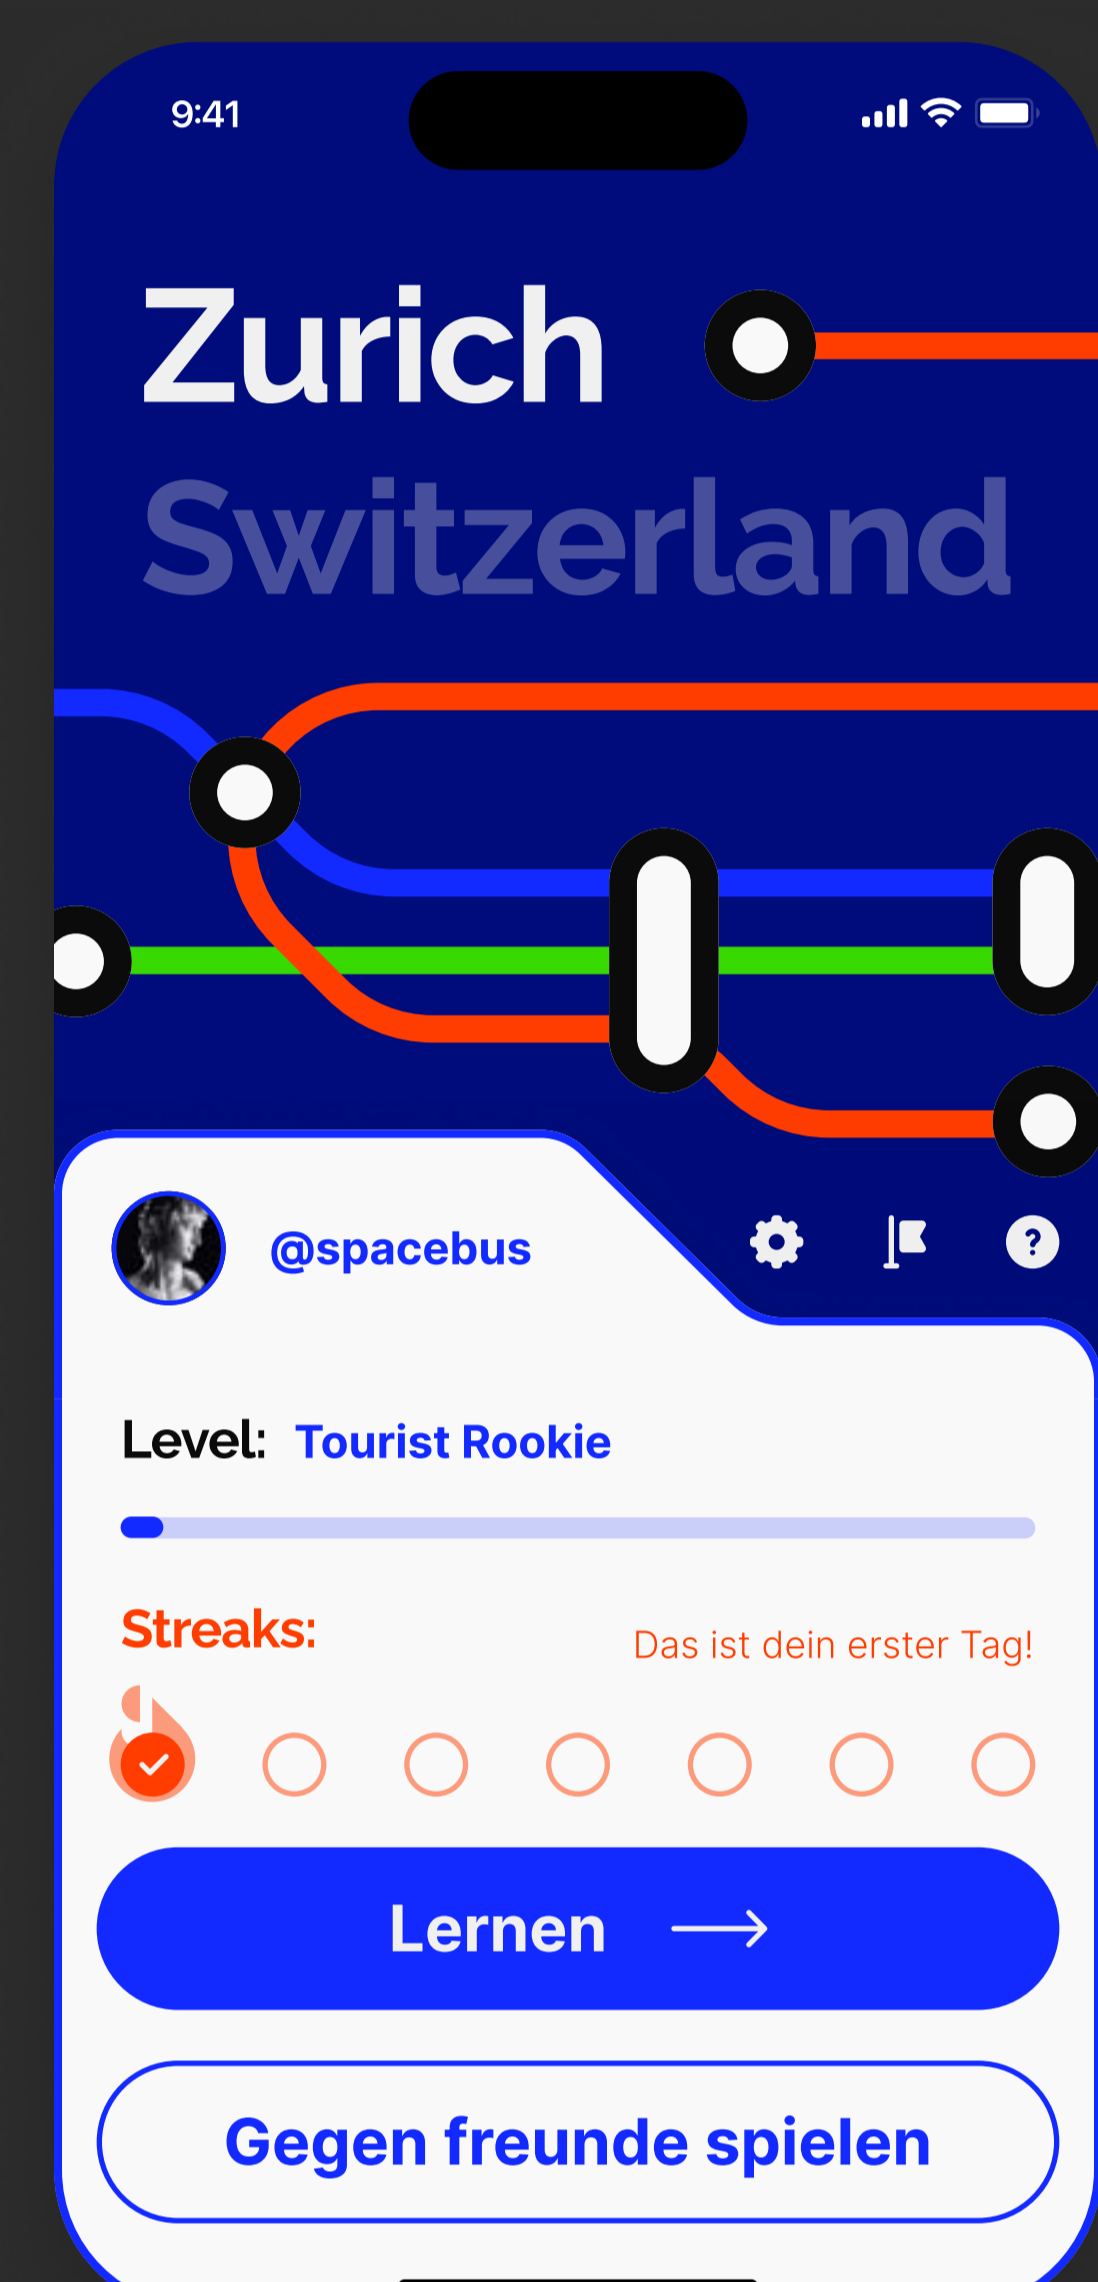 9:41
Zurich
Switzerland
@spacebus
?
Level: Tourist Rookie
Streaks:
Das ist dein erster Tag!
Lernen
Gegen freunde spielen